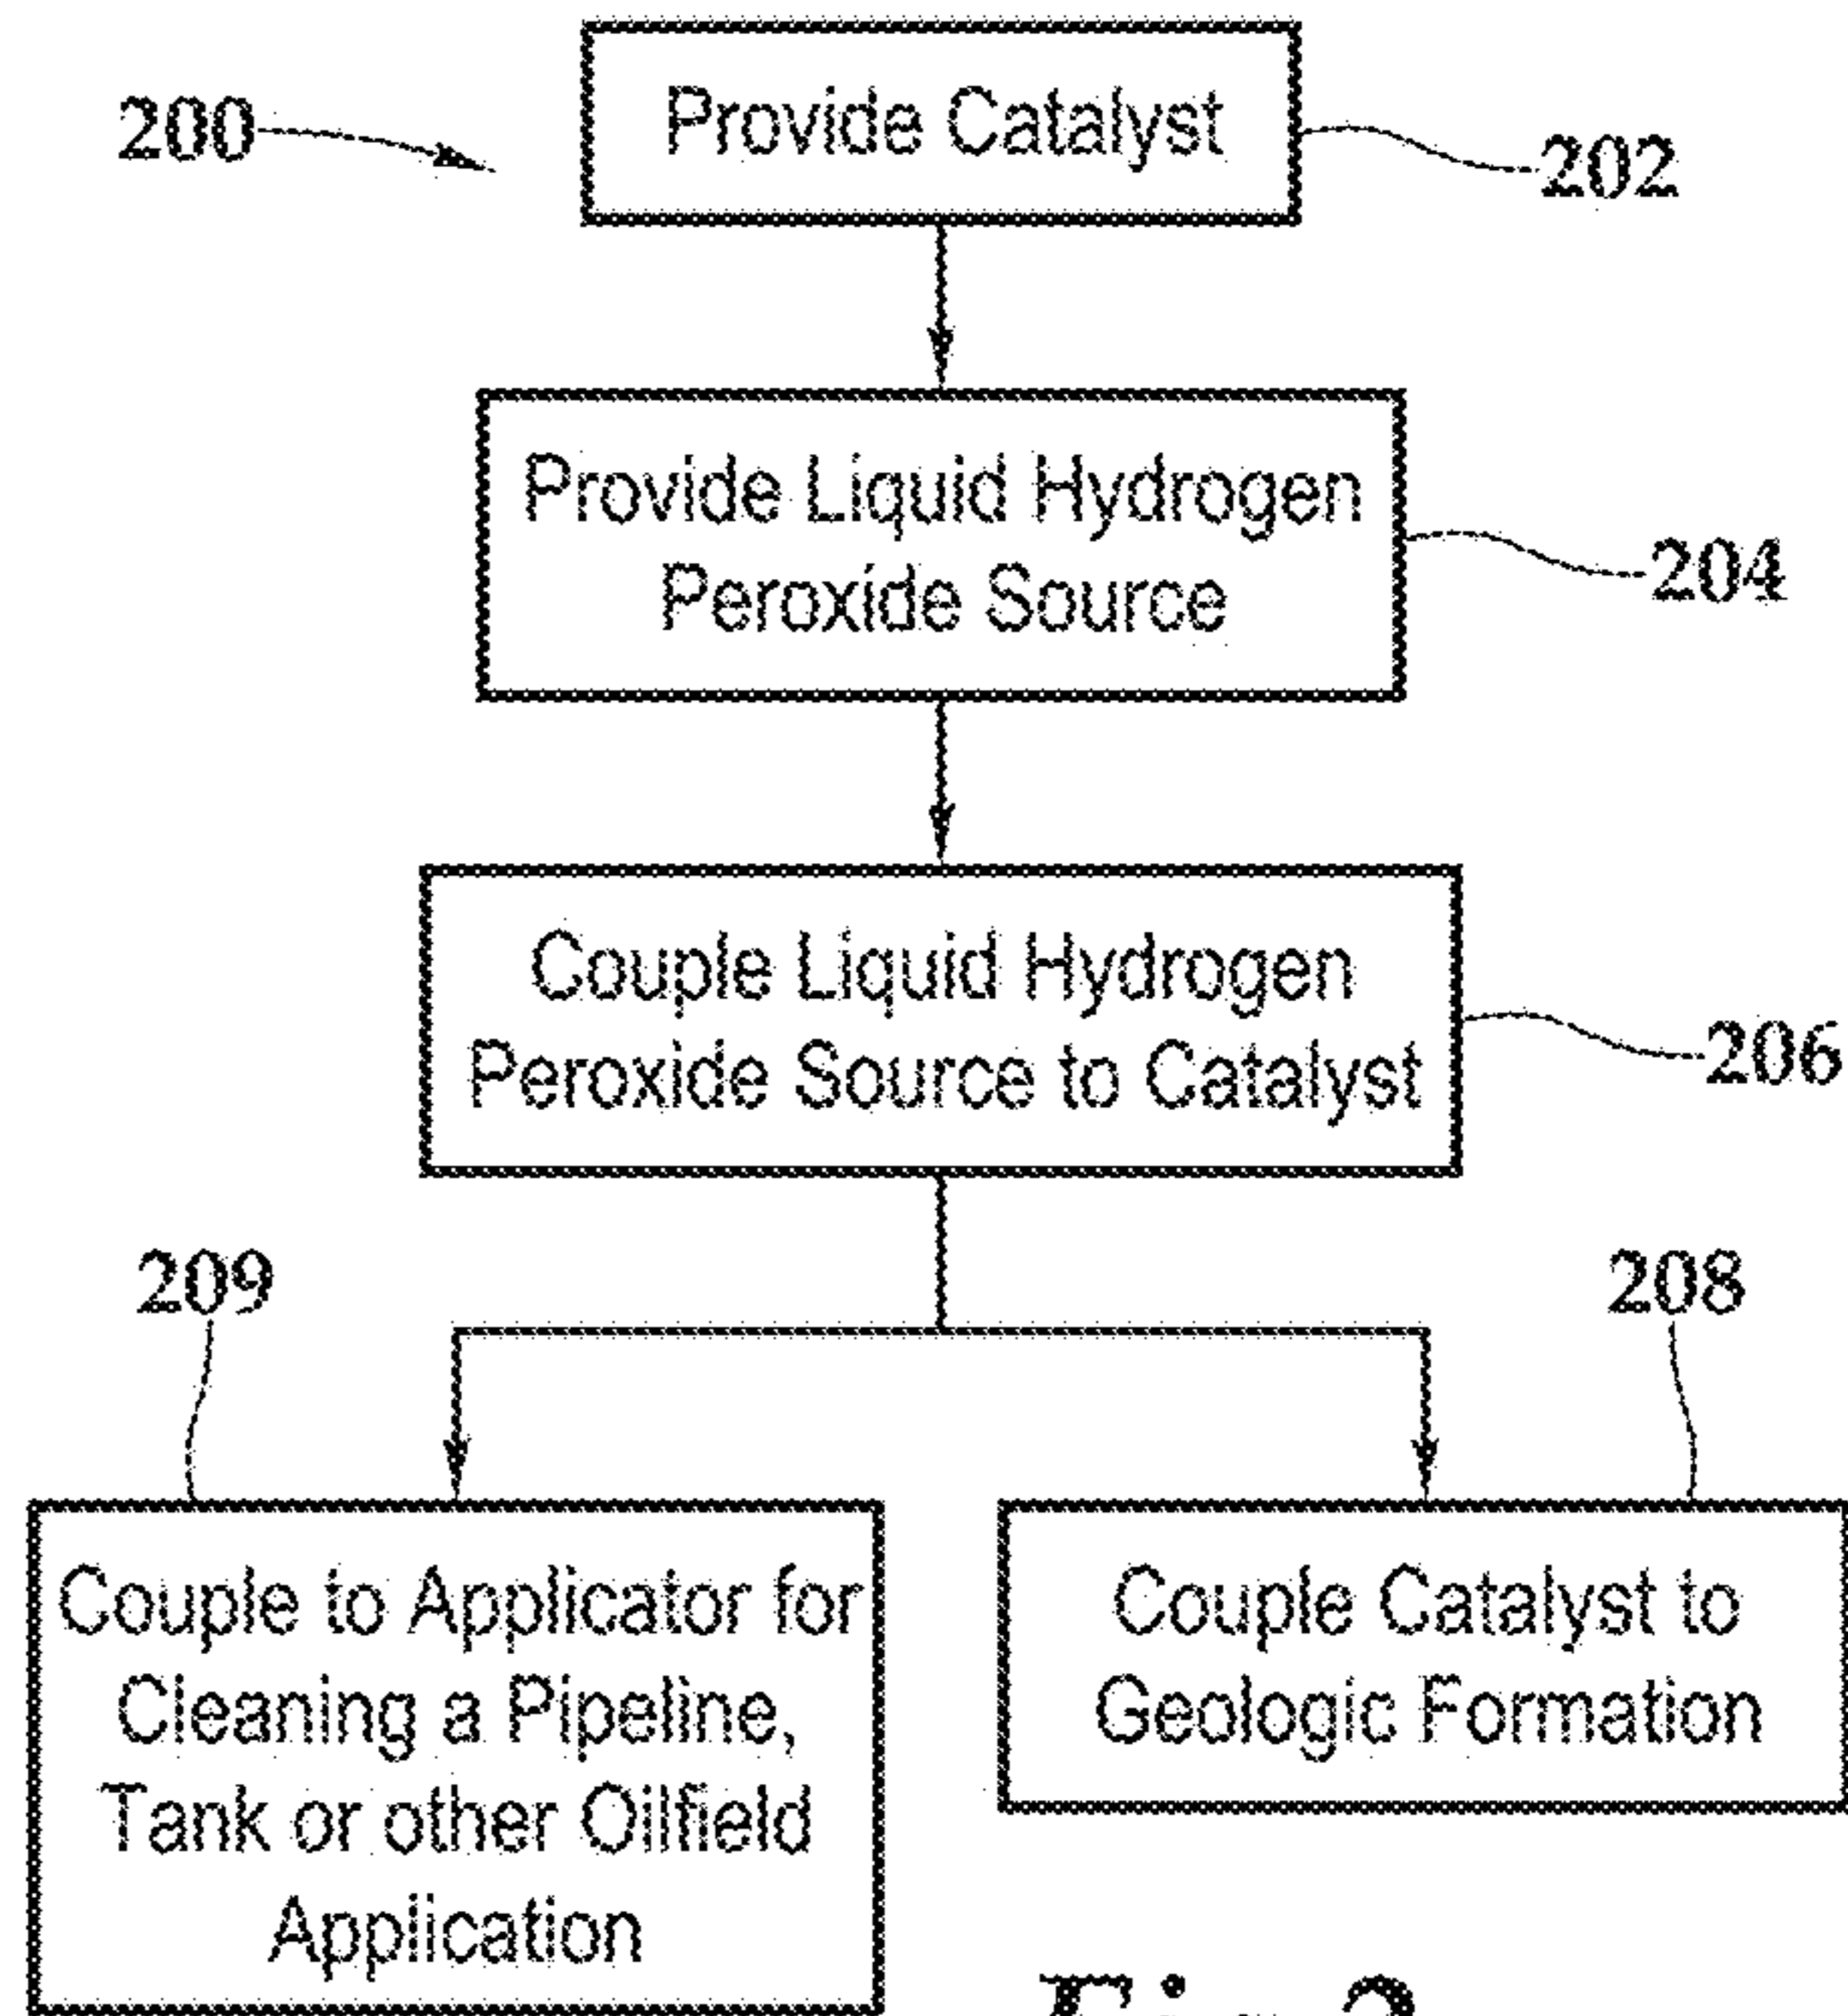 200
Provide Catalyst
202
Provide Liquid Hydrogen
Peroxide Source
204
Couple Liquid Hydrogen
Peroxide Source to Catalyst
206
209
208
Couple to Applicator for
Cleaning a Pipeline,
Tank or other Oilfield
Application
Couple Catalyst to
Geologic Formation